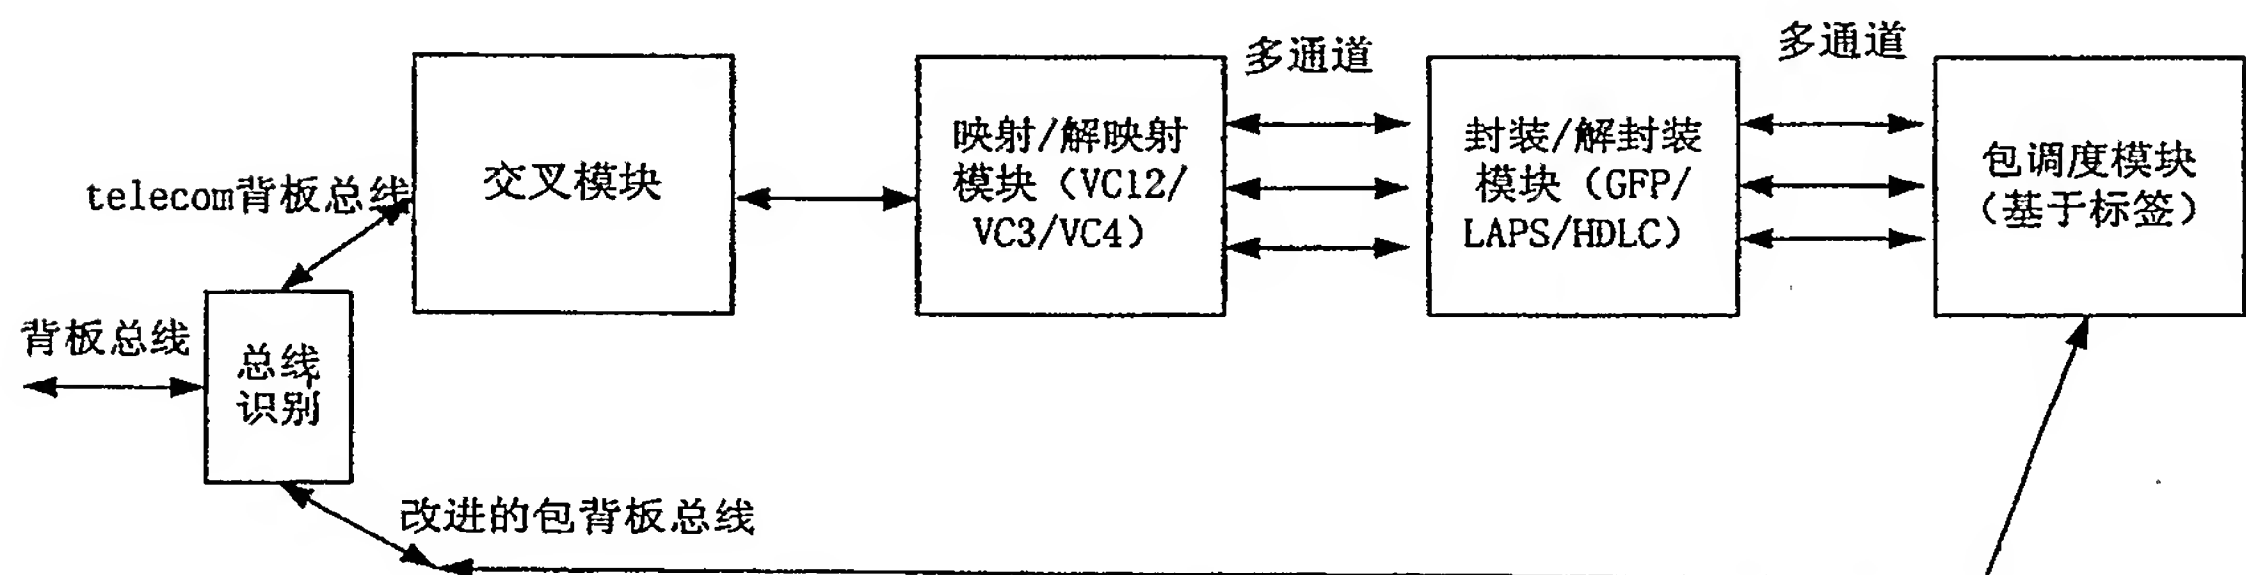 多通道
多通道
交叉模块
映射/解映射
模块（VC12/
VC3/VC4）
封装/解封装
模块（GFP/
LAPS/HDLC）
包调度模块
（基于标签）
telecom背板总线
背板总线
总线
识别
改进的包背板总线